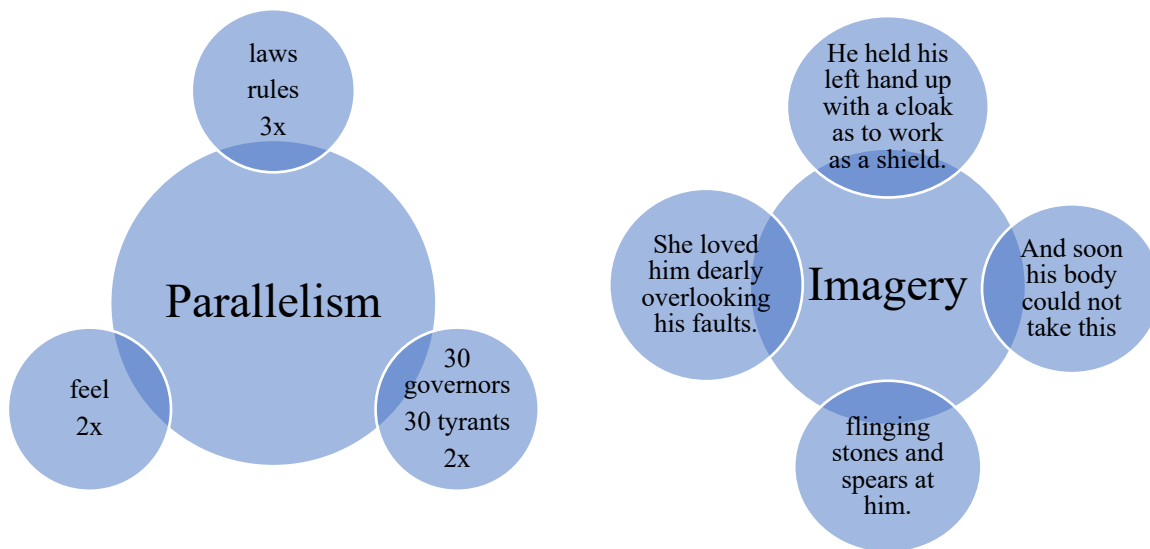 laws
rules
3x
Parallelism
feel
2x
30
governors
30 tyrants
2x
He held his
left hand up
with a cloak
as to work
as a shield.
She loved
him dearly
overlooking
his faults.
Imagery
And soon
his body
could not
take this
flinging
stones and
spears at
him.